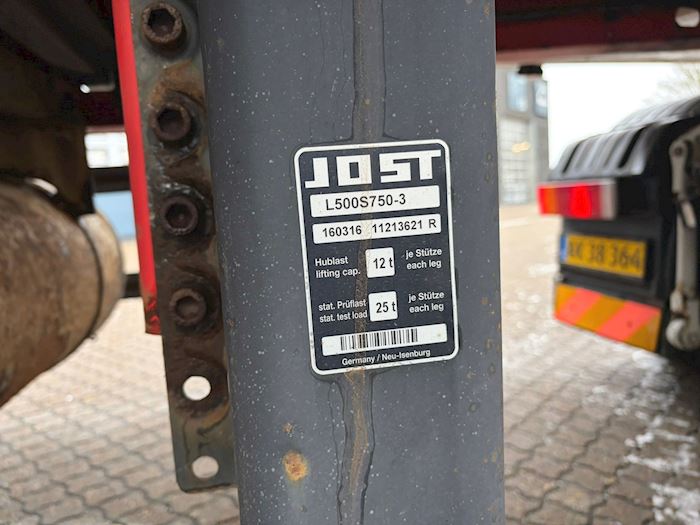 JOST
L500S750-3
160316 11213621 R
Hublast
lifting cap.
12 t
je Stütze
each leg
stat. Prüflast
stat. test load
25 t
je Stütze
each leg
Germany / Neu-Isenburg
38 364